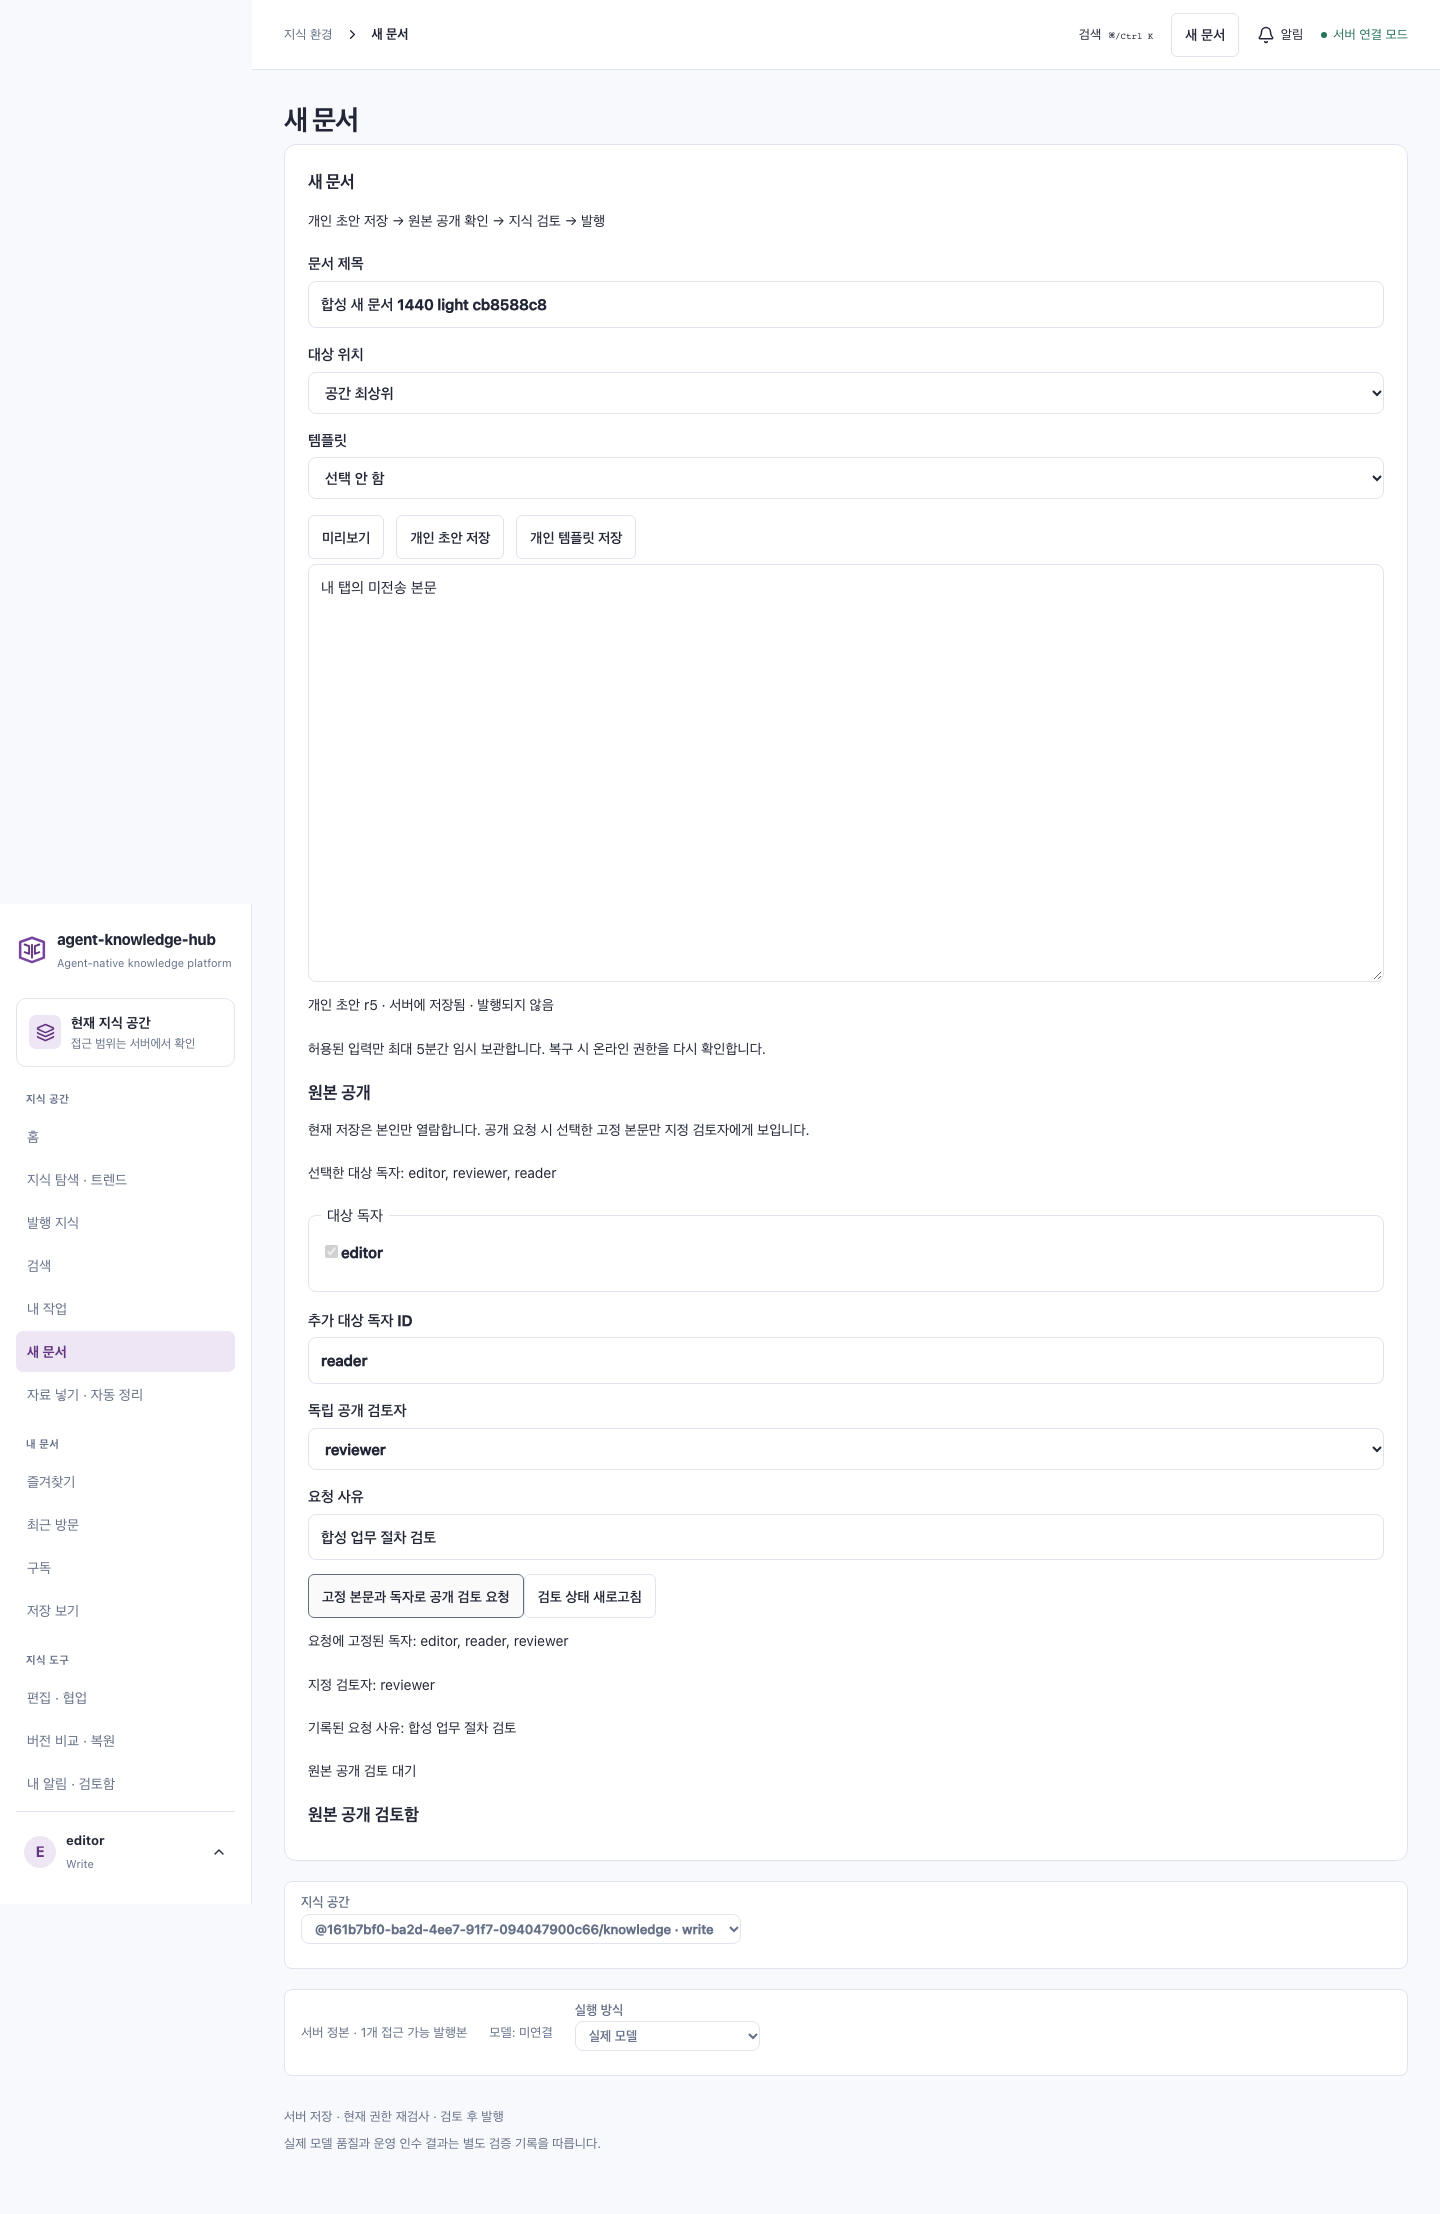 지식 환경 > 새 문서
검색 ⌘/Ctrl K
새 문서
알림
서버 연결 모드
새 문서
새 문서
개인 초안 저장 → 원본 공개 확인 → 지식 검토 → 발행
문서 제목
합성 새 문서 1440 light cb8588c8
대상 위치
공간 최상위
템플릿
선택 안 함
미리보기
개인 초안 저장
개인 템플릿 저장
내 탭의 미전송 본문
개인 초안 r5 · 서버에 저장됨 · 발행되지 않음
허용된 입력만 최대 5분간 임시 보관합니다. 복구 시 온라인 권한을 다시 확인합니다.
원본 공개
현재 저장은 본인만 열람합니다. 공개 요청 시 선택한 고정 본문만 지정 검토자에게 보입니다.
선택한 대상 독자: editor, reviewer, reader
대상 독자
editor
추가 대상 독자 ID
reader
독립 공개 검토자
reviewer
요청 사유
합성 업무 절차 검토
고정 본문과 독자로 공개 검토 요청
검토 상태 새로고침
요청에 고정된 독자: editor, reader, reviewer
지정 검토자: reviewer
기록된 요청 사유: 합성 업무 절차 검토
원본 공개 검토 대기
원본 공개 검토함
agent-knowledge-hub
Agent-native knowledge platform
현재 지식 공간
접근 범위는 서버에서 확인
지식 공간
홈
지식 탐색 · 트렌드
발행 지식
검색
내 작업
새 문서
자료 넣기 · 자동 정리
내 문서
즐겨찾기
최근 방문
구독
저장 보기
지식 도구
편집 · 협업
버전 비교 · 복원
내 알림 · 검토함
E
editor
Write
지식 공간
@161b7bf0-ba2d-4ee7-91f7-094047900c66/knowledge · write
서버 정본 · 1개 접근 가능 발행본
모델: 미연결
실행 방식
실제 모델
서버 저장 · 현재 권한 재검사 · 검토 후 발행
실제 모델 품질과 운영 인수 결과는 별도 검증 기록을 따릅니다.